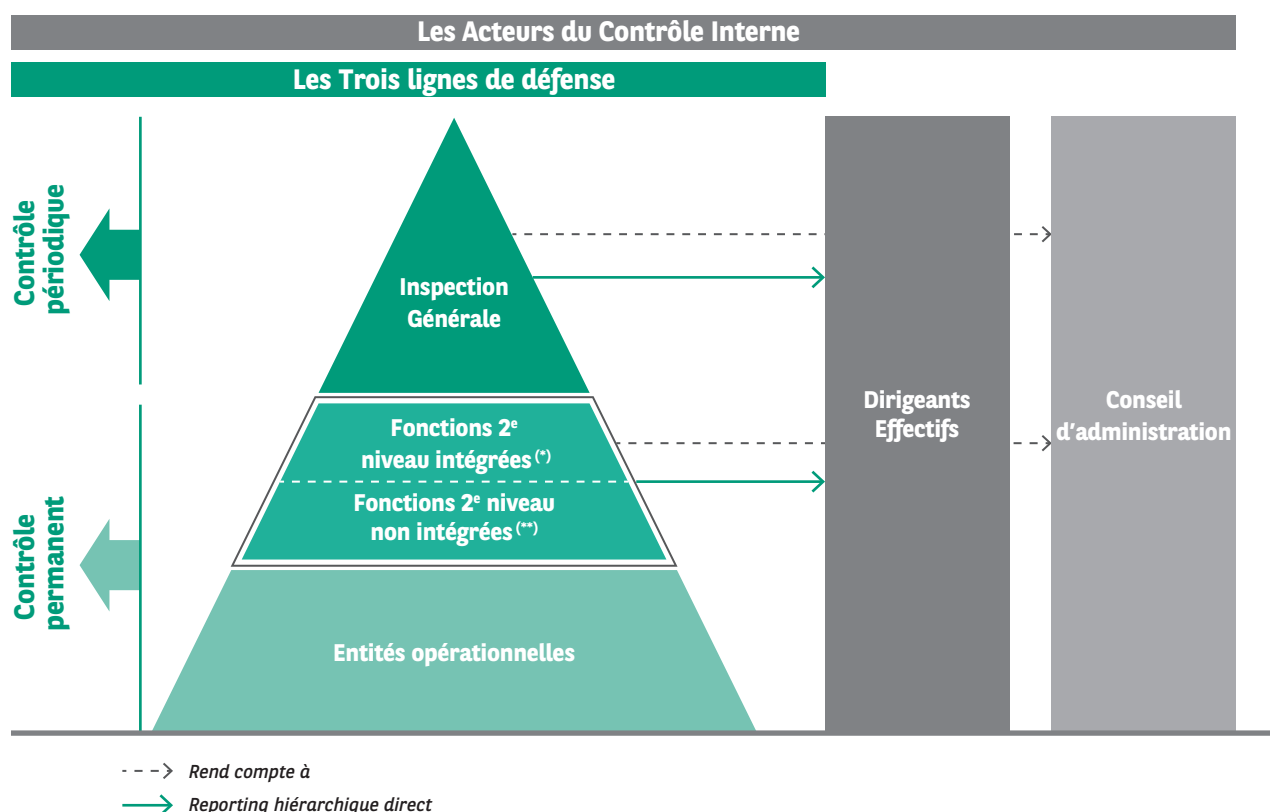 Les Acteurs du Contrôle Interne
Les Trois lignes de défense
Contrôle
périodique
Inspection
Générale
Fonctions 2e
niveau intégrées (*)
Fonctions 2e niveau
non intégrées (**)
Contrôle
permanent
Entités opérationnelles
Dirigeants
Effectifs
Conseil
d'administration
Rend compte à
Reporting hiérarchique direct